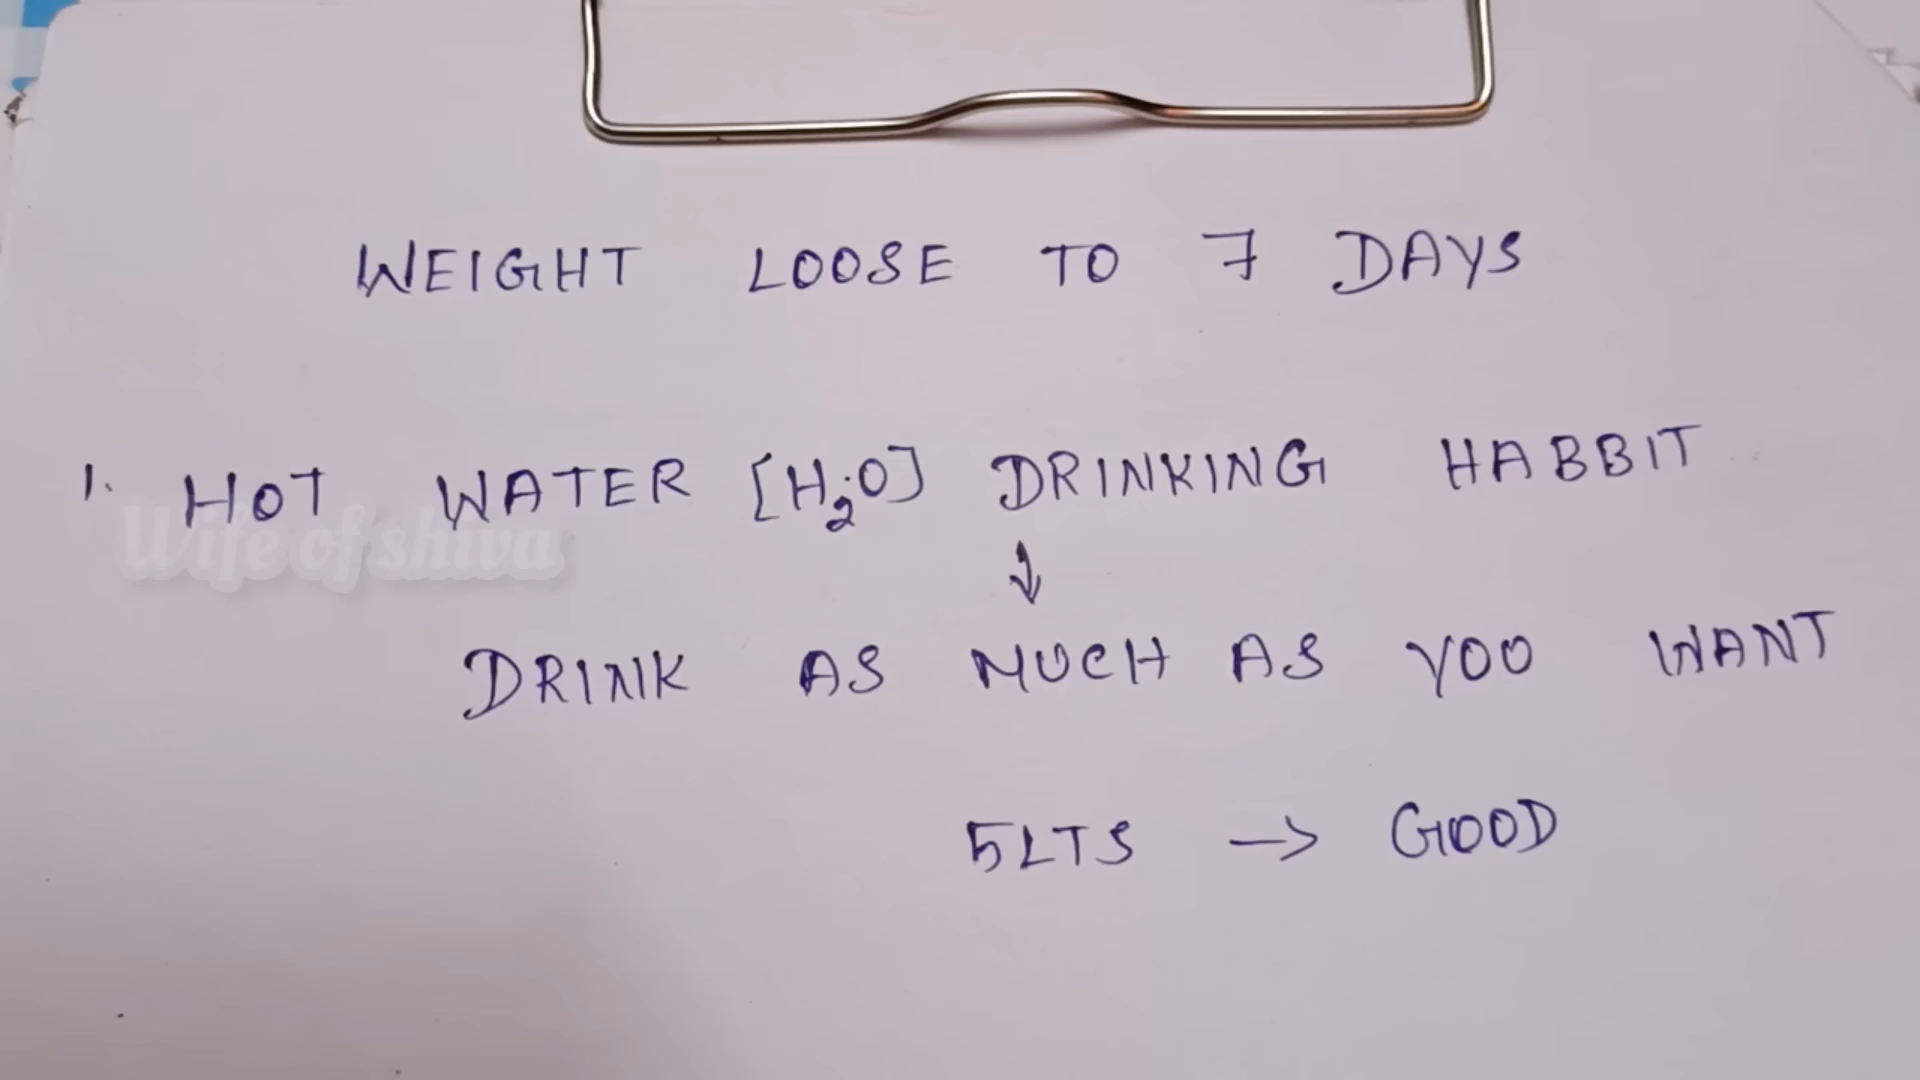 WEIGHT LOOSE TO 7 DAYS
1. HOT WATER [H2O] DRINKING HABBIT
Wife of shiva
DRINK AS MUCH AS YOO WANT
5LTS → GOOD